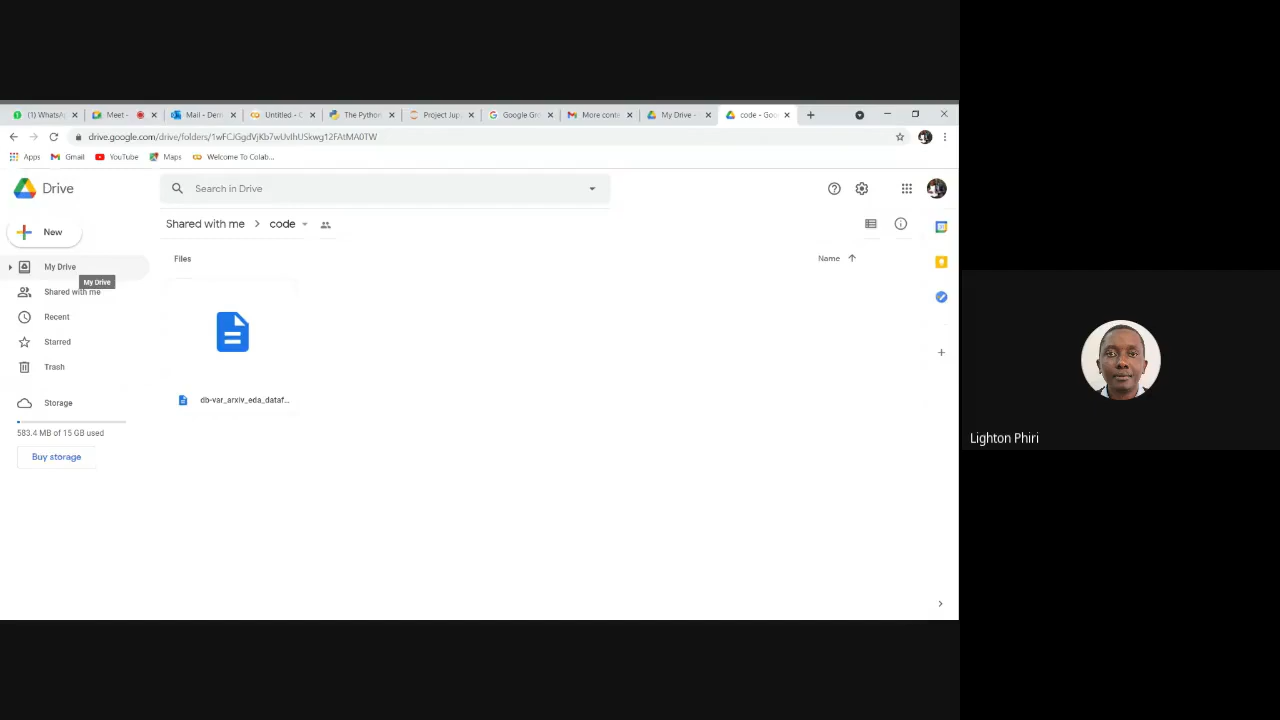 (1) WhatsA
Meet -
Mail - Dem
Untitled - C
The Python
Project Jup
Google Gro
More conte
My Drive -
code - Goo
drive.google.com/drive/folders/
Apps
Gmail
YouTube
Maps
Welcome To Colab...
Drive
Search in Drive
New
Shared with me
code
My Drive
My Drive
Shared with me
Recent
Starred
Trash
Storage
583.4 MB of 15 GB used
Buy storage
Files
Name
db-var_arxiv_eda_dataf...
Lighton Phiri